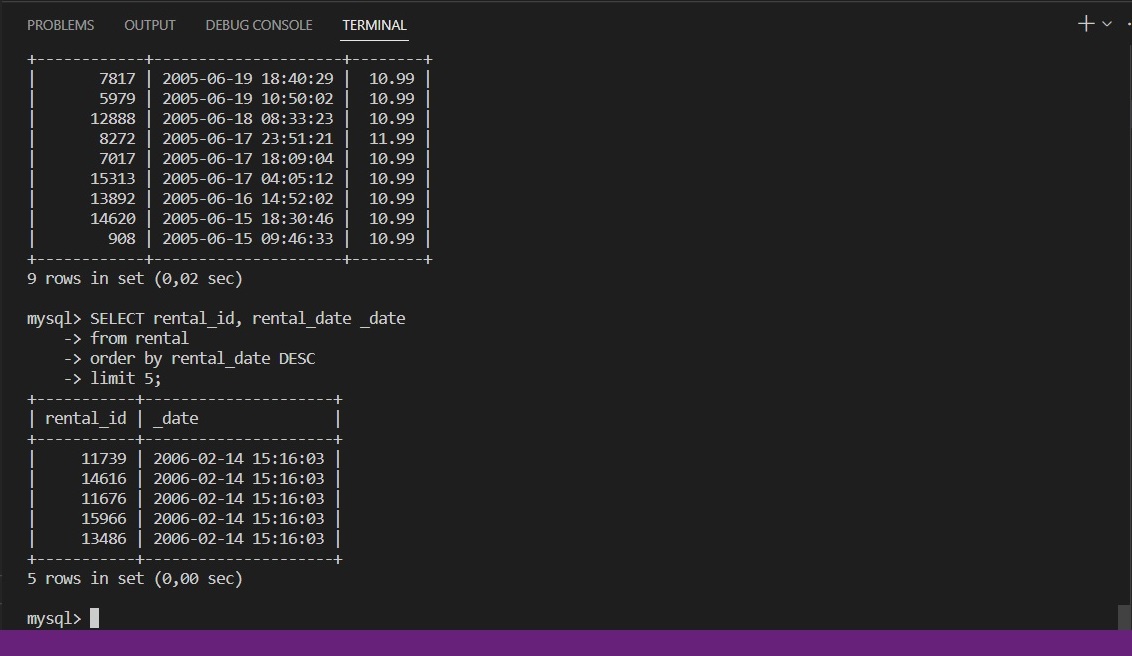 PROBLEMS OUTPUT DEBUG CONSOLE TERMINAL
+------------+---------------------+--------+
|       7817 | 2005-06-19 18:40:29 |  10.99 |
|       5979 | 2005-06-19 10:50:02 |  10.99 |
|      12888 | 2005-06-18 08:33:23 |  10.99 |
|       8272 | 2005-06-17 23:51:21 |  11.99 |
|       7017 | 2005-06-17 18:09:04 |  10.99 |
|      15313 | 2005-06-17 04:05:12 |  10.99 |
|      13892 | 2005-06-16 14:52:02 |  10.99 |
|      14620 | 2005-06-15 18:30:46 |  10.99 |
|        908 | 2005-06-15 09:46:33 |  10.99 |
+------------+---------------------+--------+
9 rows in set (0,02 sec)
mysql> SELECT rental_id, rental_date _date
    -> from rental
    -> order by rental_date DESC
    -> limit 5;
+-----------+---------------------+
| rental_id | _date               |
+-----------+---------------------+
|     11739 | 2006-02-14 15:16:03 |
|     14616 | 2006-02-14 15:16:03 |
|     11676 | 2006-02-14 15:16:03 |
|     15966 | 2006-02-14 15:16:03 |
|     13486 | 2006-02-14 15:16:03 |
+-----------+---------------------+
5 rows in set (0,00 sec)
mysql>